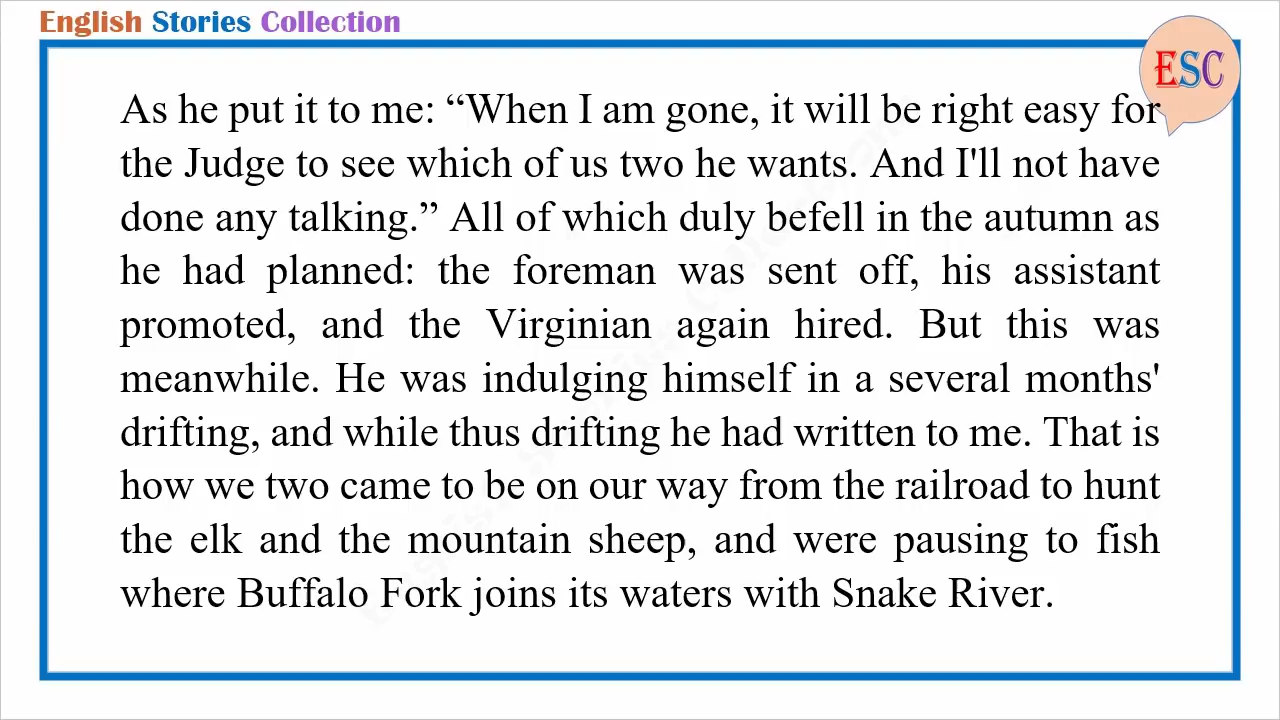 English Stories Collection
ESC
As he put it to me: “When I am gone, it will be right easy for
the Judge to see which of us two he wants. And I'll not have
done any talking.” All of which duly befell in the autumn as
he had planned: the foreman was sent off, his assistant
promoted, and the Virginian again hired. But this was
meanwhile. He was indulging himself in a several months'
drifting, and while thus drifting he had written to me. That is
how we two came to be on our way from the railroad to hunt
the elk and the mountain sheep, and were pausing to fish
where Buffalo Fork joins its waters with Snake River.